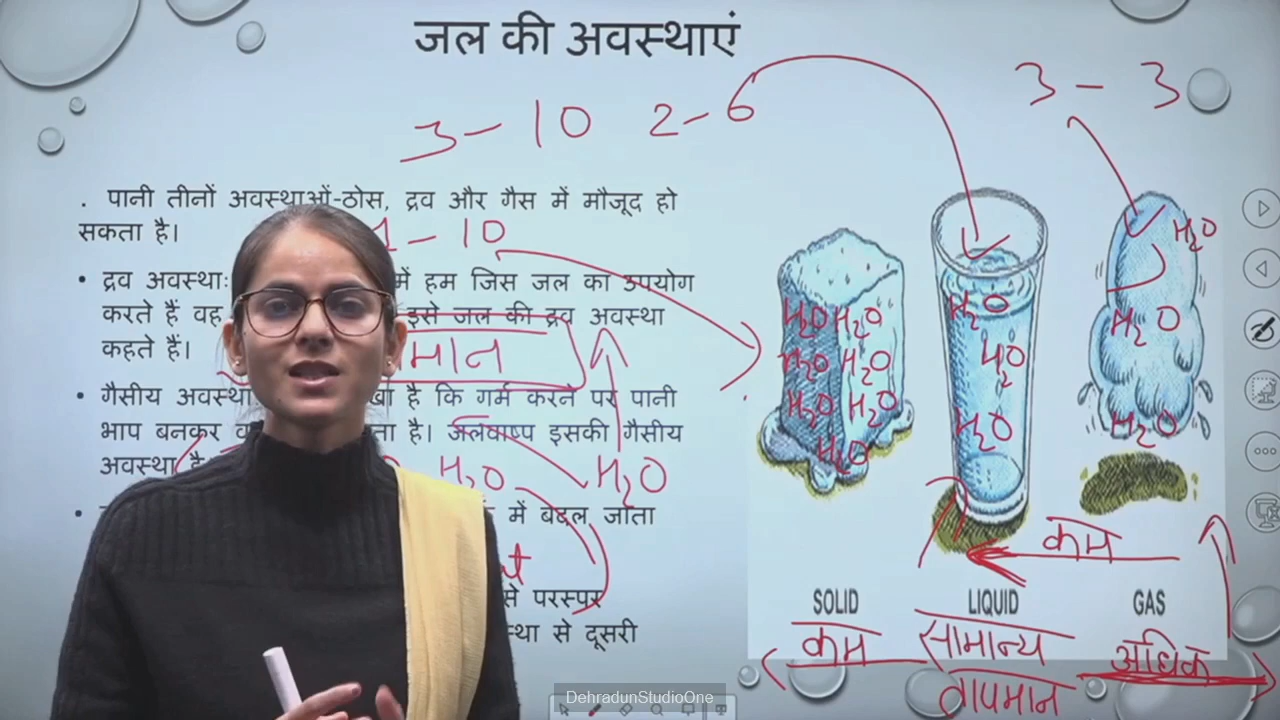 जल की अवस्थाएं
3 - 10 2 - 6
3 - 3
. पानी तीनों अवस्थाओं-ठोस, द्रव और गैस में मौजूद हो
सकता है।
1 - 10
• द्रव अवस्था: में हम जिस जल का उपयोग
करते हैं वह इसे जल की द्रव अवस्था
कहते हैं।
मान
• गैसीय अवस्था है कि गर्म करने पर पानी
भाप बनकर है। जलवाष्प इसकी गैसीय
अवस्था है
H₂O H₂O
में बदल जाता
से परस्पर
से दूसरी
H₂O H₂O
H₂O H₂O
H₂O H₂O
H₂O
H₂O
H₂O
H₂O
H₂O
H₂O
H₂O
कम
SOLID LIQUID GAS
कम सामान्य अधिक
तापमान
DehradunStudioOne